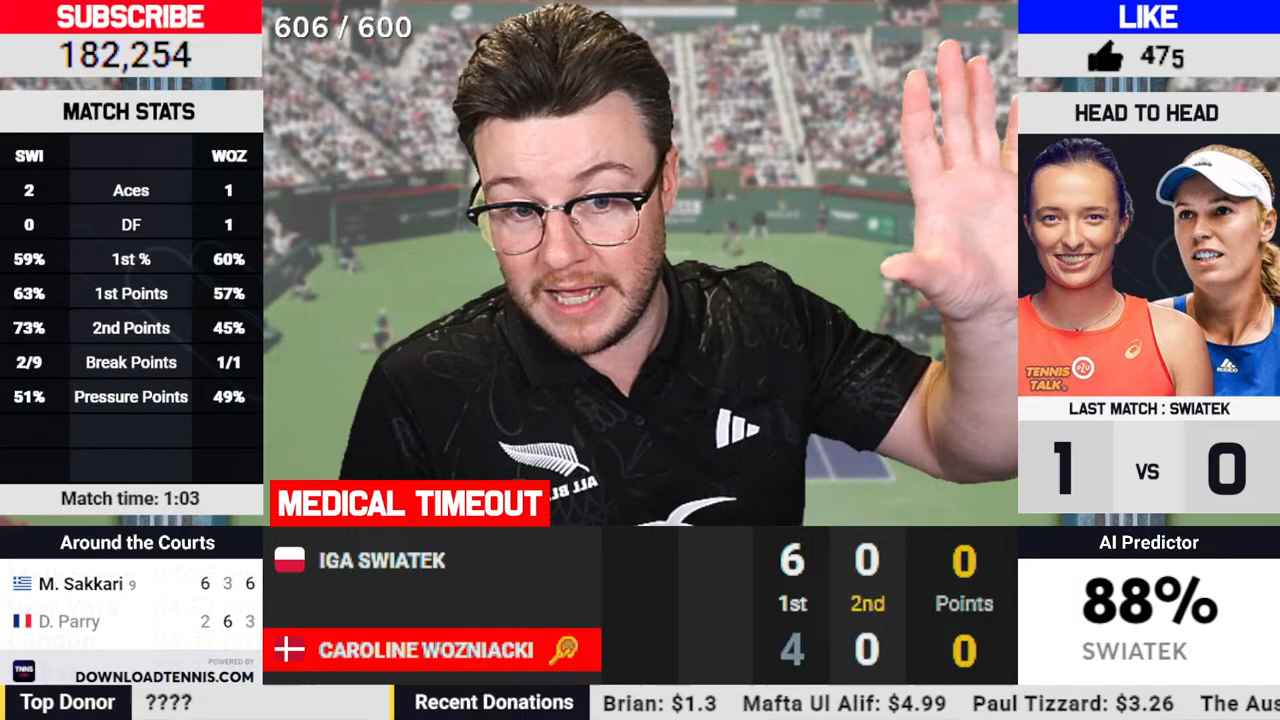 SUBSCRIBE
182,254
606 / 600
LIKE
475
MATCH STATS
SWI WOZ
2 Aces 1
0 DF 1
59% 1st % 60%
63% 1st Points 57%
73% 2nd Points 45%
2/9 Break Points 1/1
51% Pressure Points 49%
Match time: 1:03
HEAD TO HEAD
TENNIS
TALK.
PZU
LAST MATCH : SWIATEK
1 VS 0
MEDICAL TIMEOUT
Around the Courts
M. Sakkari 9 6 3 6
D. Parry 2 6 3
POWERED BY
DOWNLOADTENNIS.COM
IGA SWIATEK 6 0 0
1st 2nd Points
CAROLINE WOZNIACKI 4 0 0
AI Predictor
88%
SWIATEK
Top Donor ????
Recent Donations Brian: $1.3 Mafta Ul Alif: $4.99 Paul Tizzard: $3.26 The Aus